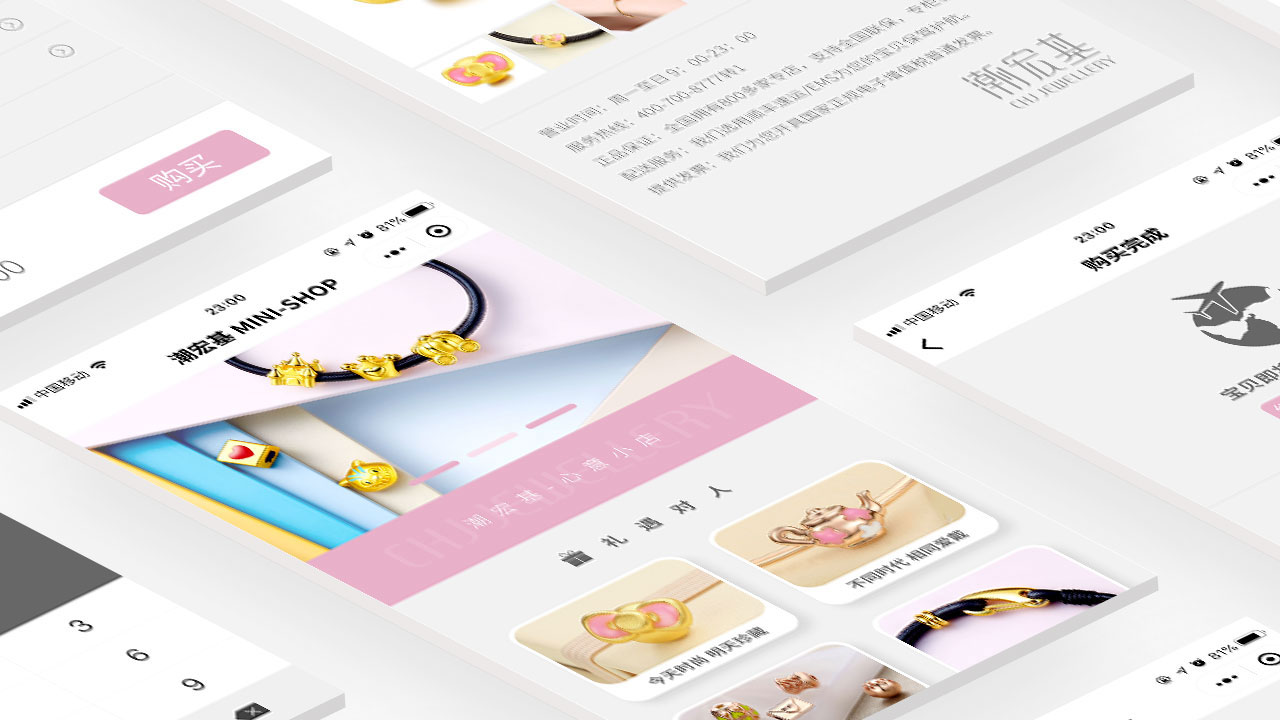 购买
00
营业时间：周一至日 9：00-23：00
服务热线：400-700-8777转1
正品保证：全国拥有800多家专店，支持全国联保，专柜
配送服务：我们选用顺丰速运/EMS为您的宝贝保驾护航。
提供发票：我们为您开具国家正规电子增值税普通发票。
潮宏基
CHJ JEWELLERY
中国移动
23:00
81%
潮宏基 MINI-SHOP
CHJ JEWELLERY
潮宏基-心意小店
礼遇对人
今天时尚 明天珍藏
不同时代 相同爱戴
中国移动
23:00
81%
购买完成
宝贝即
3
6
9
81%